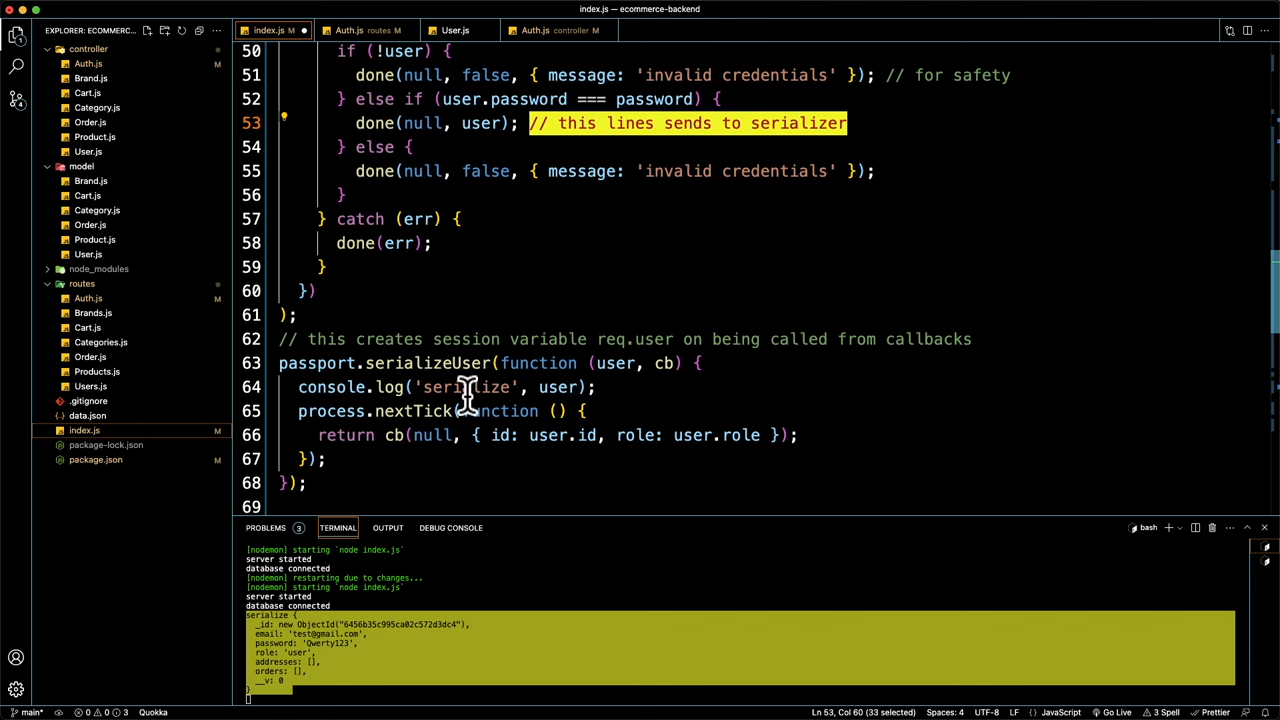 index.js — ecommerce-backend
EXPLORER: ECOMMERC...
index.js M
Auth.js routes M
User.js
Auth.js controller M
controller
Auth.js M
Brand.js
Cart.js
Category.js
Order.js
Product.js
User.js
model
Brand.js
Cart.js
Category.js
Order.js
Product.js
User.js
node_modules
routes
Auth.js M
Brands.js
Cart.js
Categories.js
Order.js
Products.js
Users.js
.gitignore
data.json
index.js M
package-lock.json
package.json M
50 if (!user) {
51 done(null, false, { message: 'invalid credentials' }); // for safety
52 } else if (user.password === password) {
53 done(null, user); // this lines sends to serializer
54 } else {
55 done(null, false, { message: 'invalid credentials' });
56 }
57 } catch (err) {
58 done(err);
59 }
60 })
61 );
62 // this creates session variable req.user on being called from callbacks
63 passport.serializeUser(function (user, cb) {
64 console.log('serialize', user);
65 process.nextTick(function () {
66 return cb(null, { id: user.id, role: user.role });
67 });
68 });
69
PROBLEMS 3 TERMINAL OUTPUT DEBUG CONSOLE
bash
[nodemon] starting `node index.js`
server started
database connected
[nodemon] restarting due to changes...
[nodemon] starting `node index.js`
server started
database connected
serialize {
_id: new ObjectId("6456b35c995ca02c572d3dc4"),
email: 'test@gmail.com',
password: 'Qwerty123',
role: 'user',
addresses: [],
orders: [],
__v: 0
}
main* 0 0 3 Quokka Ln 53, Col 60 (33 selected) Spaces: 4 UTF-8 LF JavaScript Go Live 3 Spell Prettier